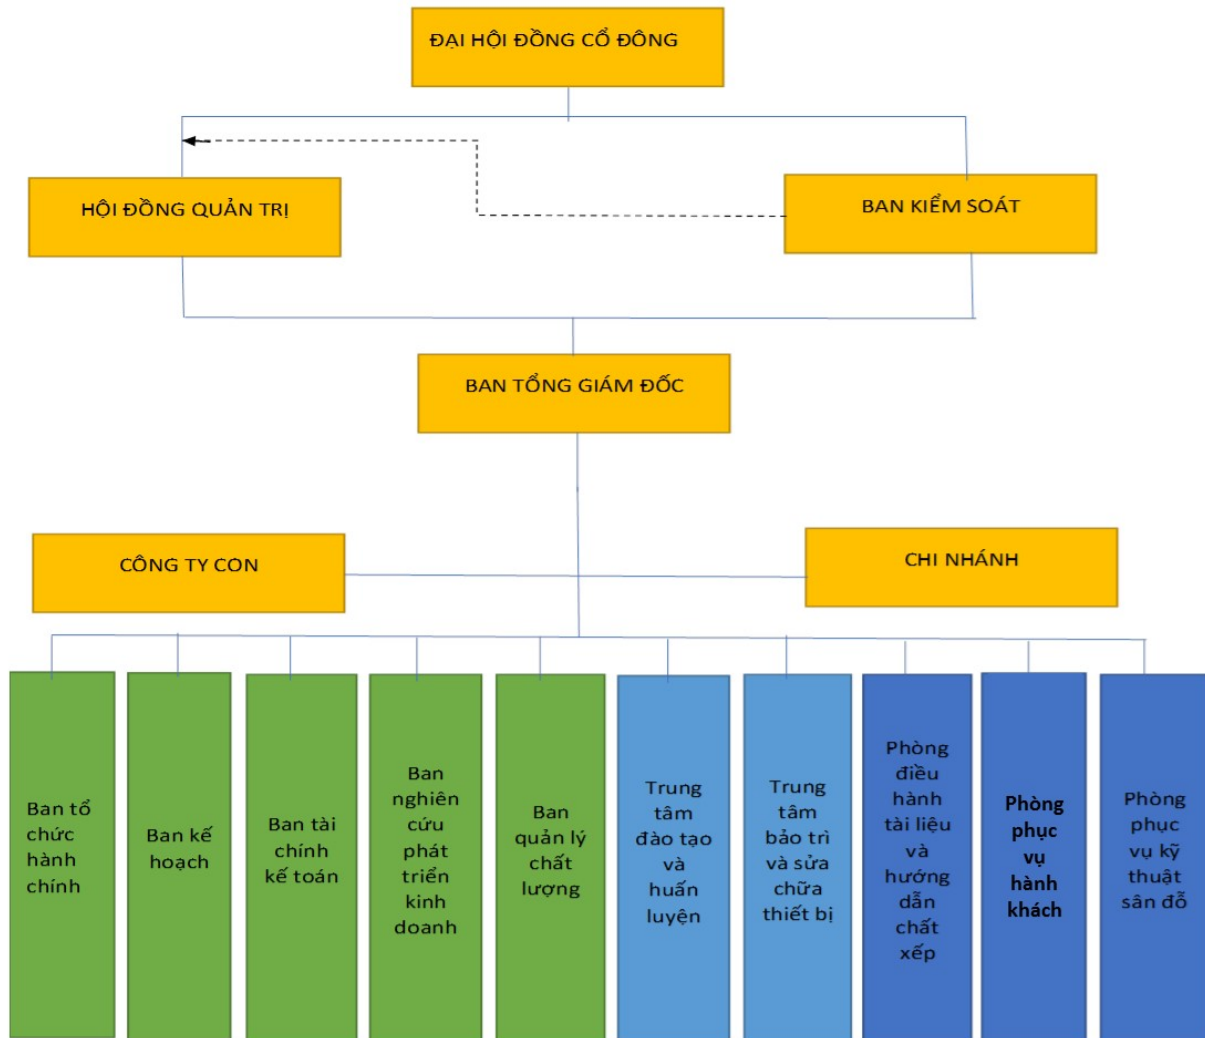 ĐẠI HỘI ĐỒNG CỔ ĐÔNG
HỘI ĐỒNG QUẢN TRỊ
BAN KIỂM SOÁT
BAN TỔNG GIÁM ĐỐC
CÔNG TY CON
CHI NHÁNH
Ban tổ
chức
hành
chính
Ban kế
hoạch
Ban tài
chính
kế toán
Ban
nghiên
cứu
phát
triển
kinh
doanh
Ban
quản lý
chất
lượng
Trung
tâm
đào tạo
và
huấn
luyện
Trung
tâm
bảo trì
và sửa
chữa
thiết bị
Phòng
điều
hành
tài liệu
và
hướng
dẫn
chất
xếp
Phòng
phục
vụ
hành
khách
Phòng
phục
vụ kỹ
thuật
sân đỗ